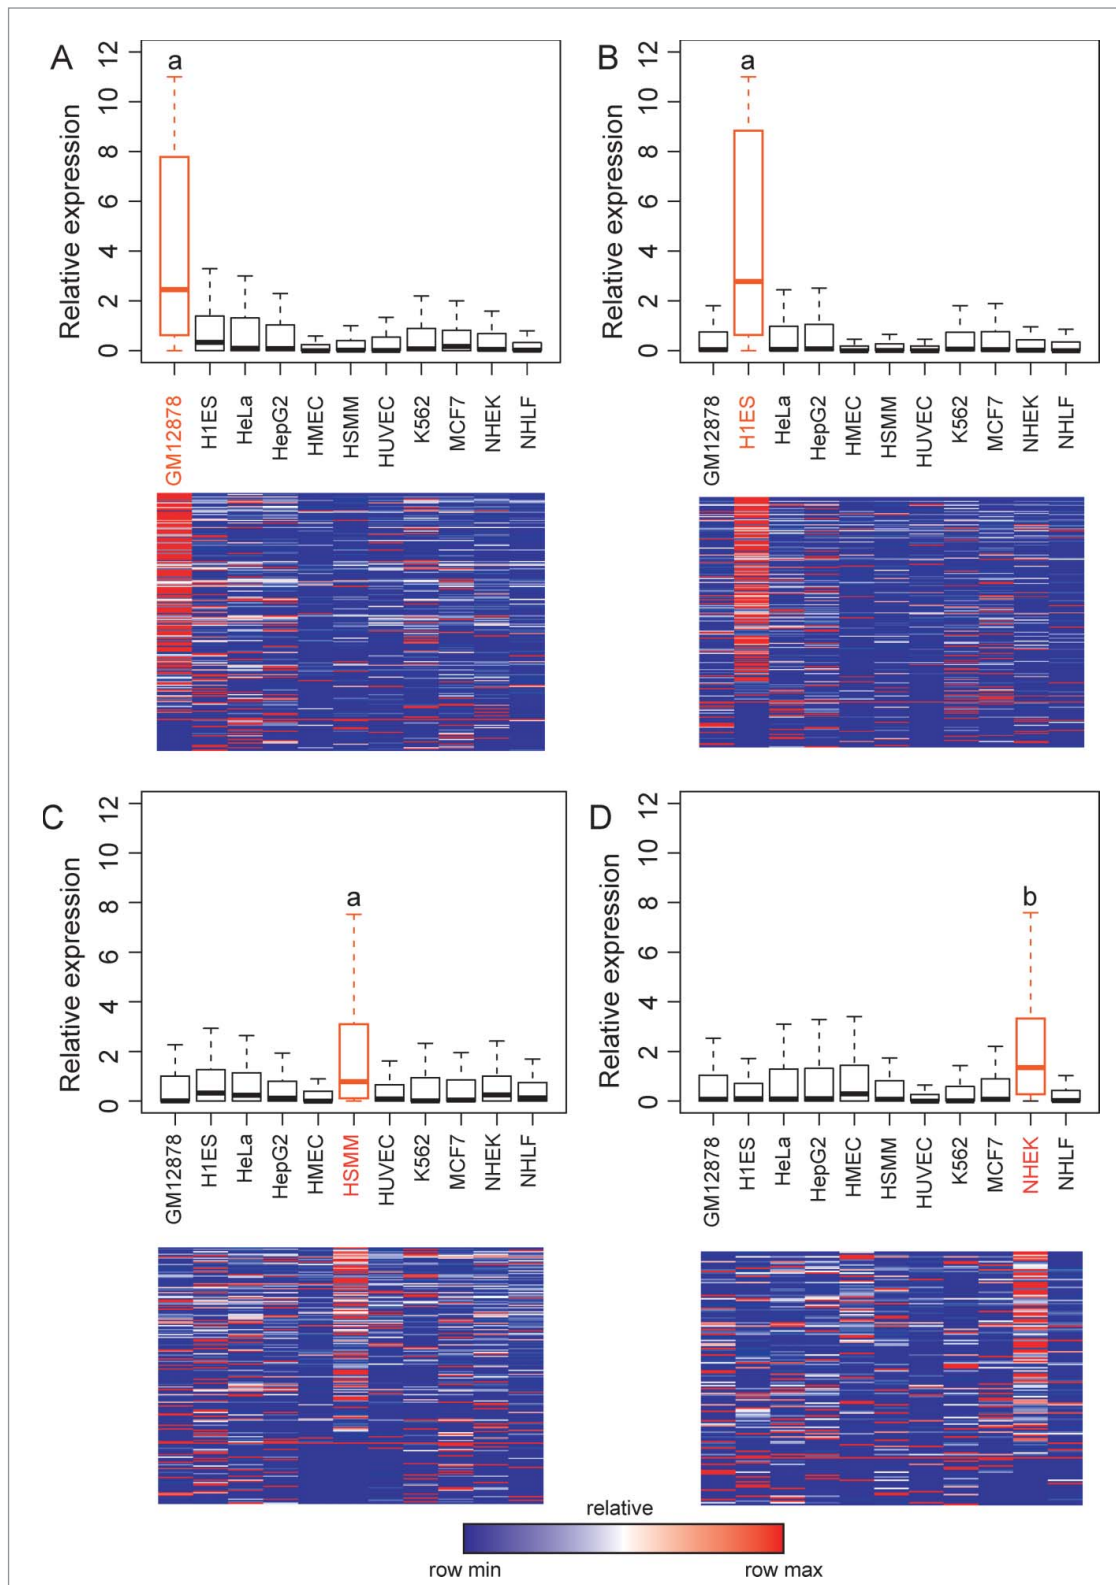 A
a
Relative expression
12
10
8
6
4
2
0
GM12878
H1ES
HeLa
HepG2
HMEC
HSMM
HUVEC
K562
MCF7
NHEK
NHLF
B
a
Relative expression
12
10
8
6
4
2
0
GM12878
H1ES
HeLa
HepG2
HMEC
HSMM
HUVEC
K562
MCF7
NHEK
NHLF
C
a
Relative expression
12
10
8
6
4
2
0
GM12878
H1ES
HeLa
HepG2
HMEC
HSMM
HUVEC
K562
MCF7
NHEK
NHLF
D
b
Relative expression
12
10
8
6
4
2
0
GM12878
H1ES
HeLa
HepG2
HMEC
HSMM
HUVEC
K562
MCF7
NHEK
NHLF
relative
row min
row max